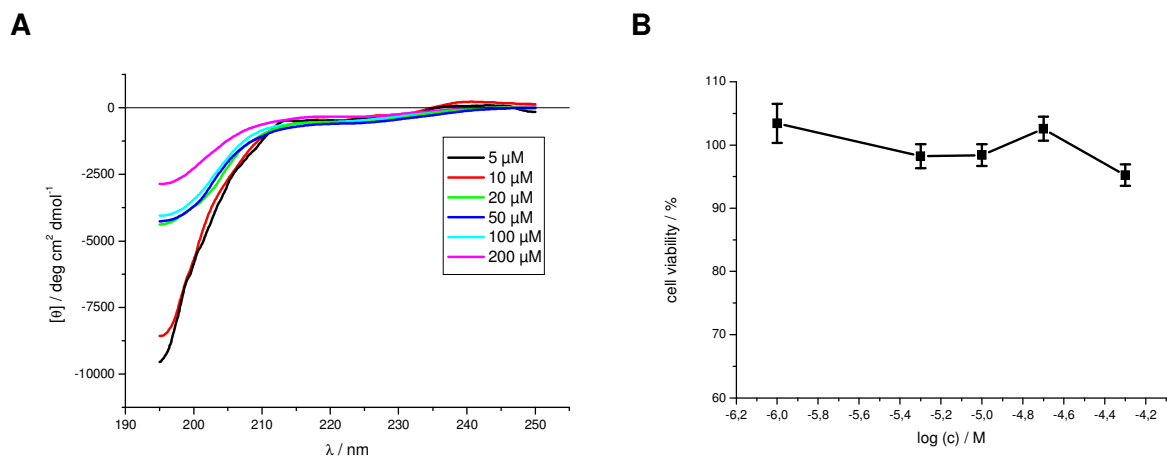 A
0
-2500
-5000
-7500
-10000
[θ] / deg cm² dmol⁻¹
190 200 210 220 230 240 250
λ / nm
5 µM
10 µM
20 µM
50 µM
100 µM
200 µM
B
110
100
90
80
70
60
cell viability / %
-6,2 -6,0 -5,8 -5,6 -5,4 -5,2 -5,0 -4,8 -4,6 -4,4 -4,2
log (c) / M